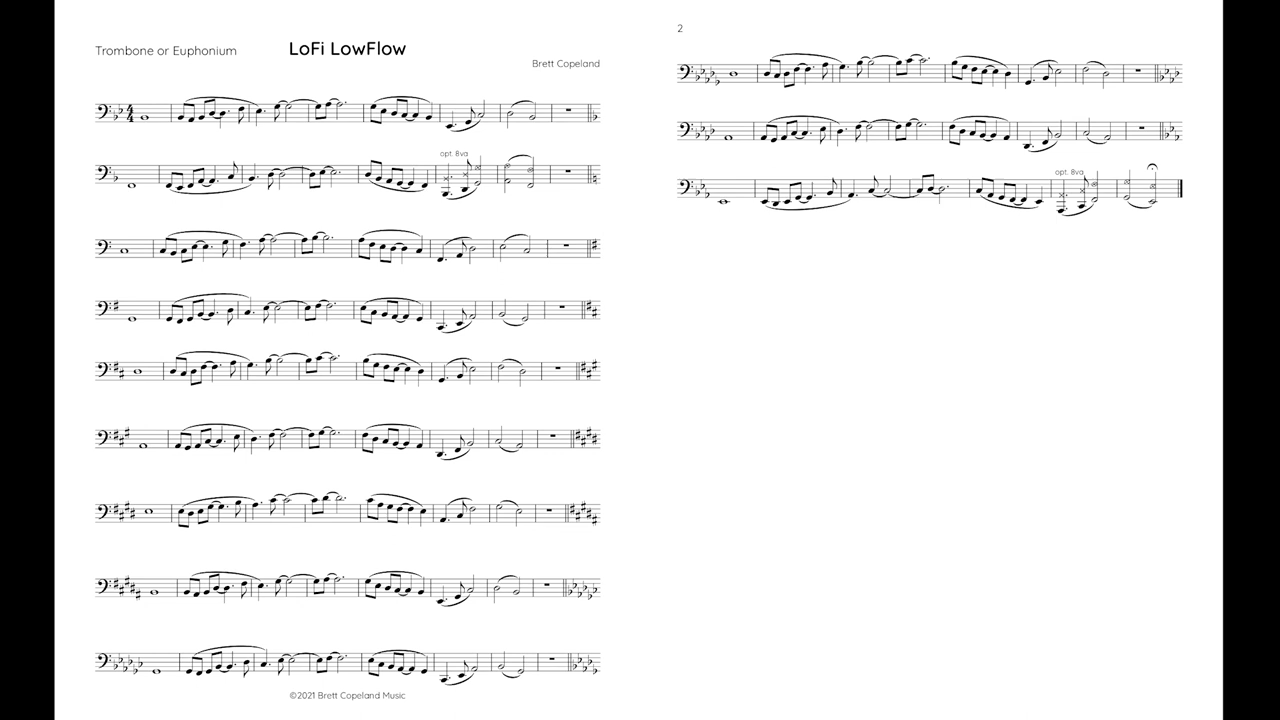 Trombone or Euphonium
LoFi LowFlow
Brett Copeland
opt. 8va
©2021 Brett Copeland Music
2
opt. 8va